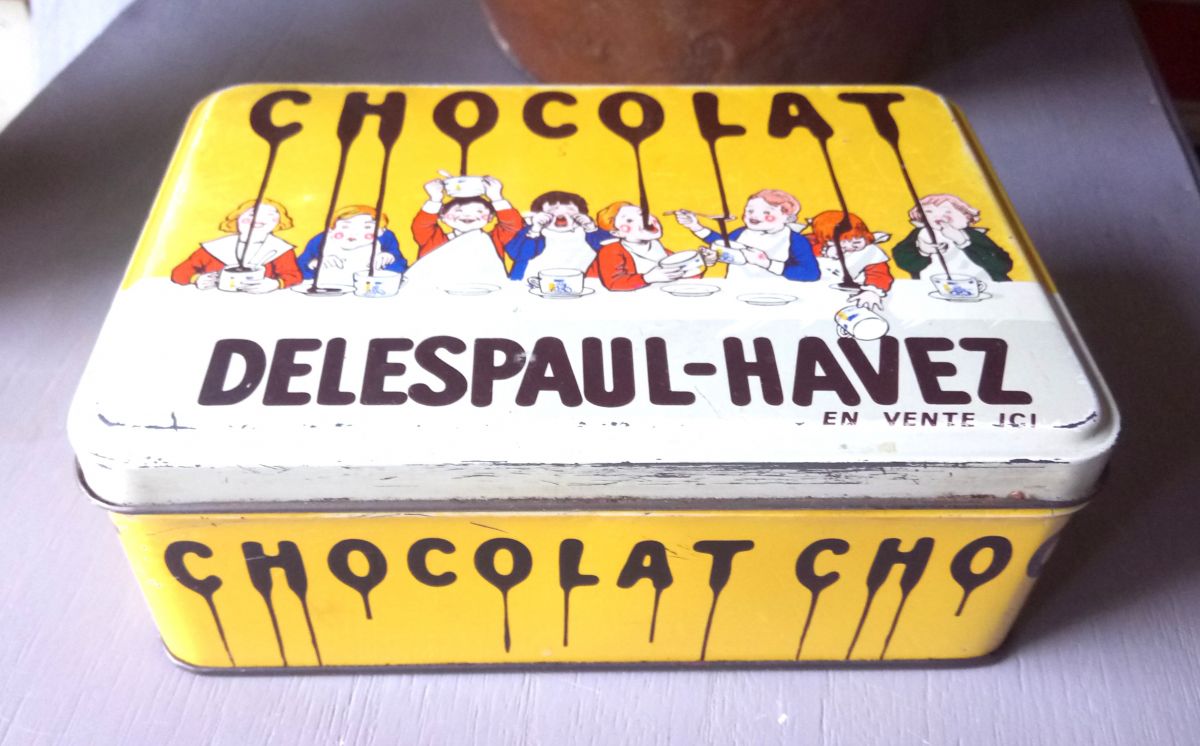 CHOCOLAT
DELESPAUL-HAVEZ
EN VENTE ICI
CHOCOLAT CHO